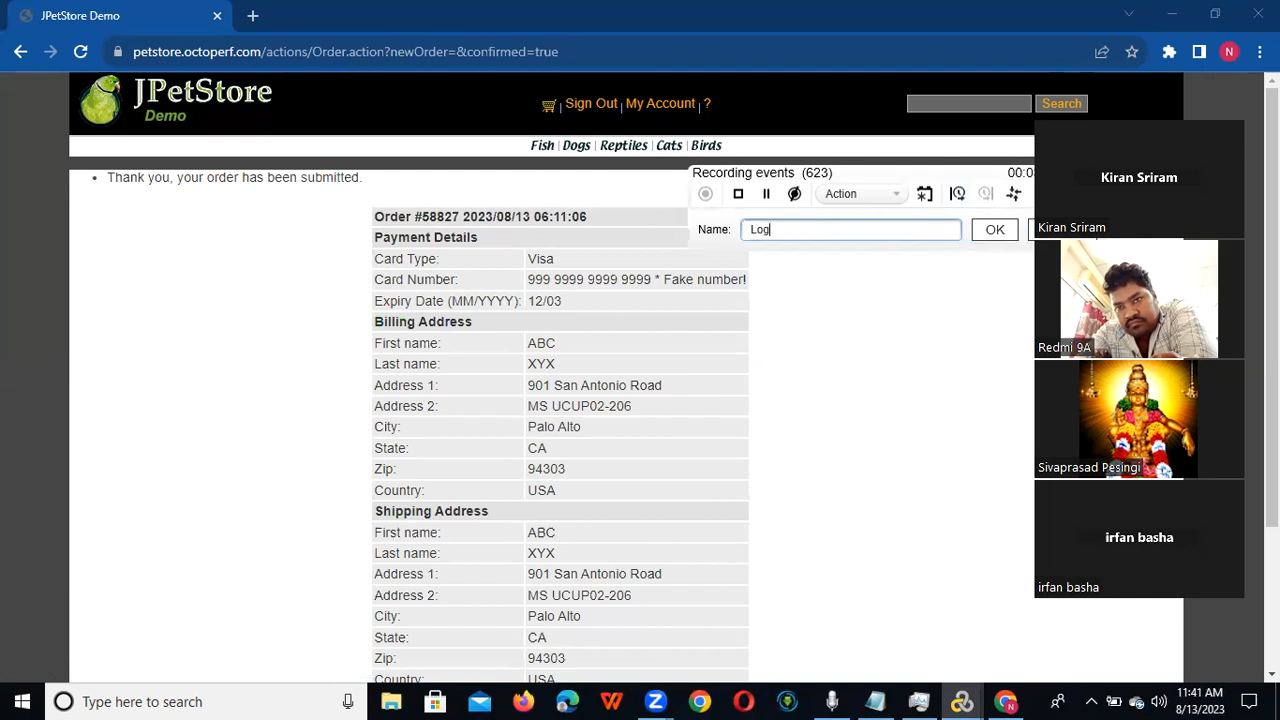 JPetStore Demo
petstore.octoperf.com/actions/Order.action?newOrder=&confirmed=true
N
JPetStore
Demo
Sign Out | My Account | ?
Search
Fish | Dogs | Reptiles | Cats | Birds
Thank you, your order has been submitted.
Recording events (623)
00:0
Action
Name: Log OK
Order #58827 2023/08/13 06:11:06
Payment Details
Card Type: Visa
Card Number: 999 9999 9999 9999 * Fake number!
Expiry Date (MM/YYYY): 12/03
Billing Address
First name: ABC
Last name: XYX
Address 1: 901 San Antonio Road
Address 2: MS UCUP02-206
City: Palo Alto
State: CA
Zip: 94303
Country: USA
Shipping Address
First name: ABC
Last name: XYX
Address 1: 901 San Antonio Road
Address 2: MS UCUP02-206
City: Palo Alto
State: CA
Zip: 94303
Country: USA
Kiran Sriram
Kiran Sriram
Redmi 9A
Sivaprasad Pesingi
irfan basha
irfan basha
Type here to search
11:41 AM
8/13/2023